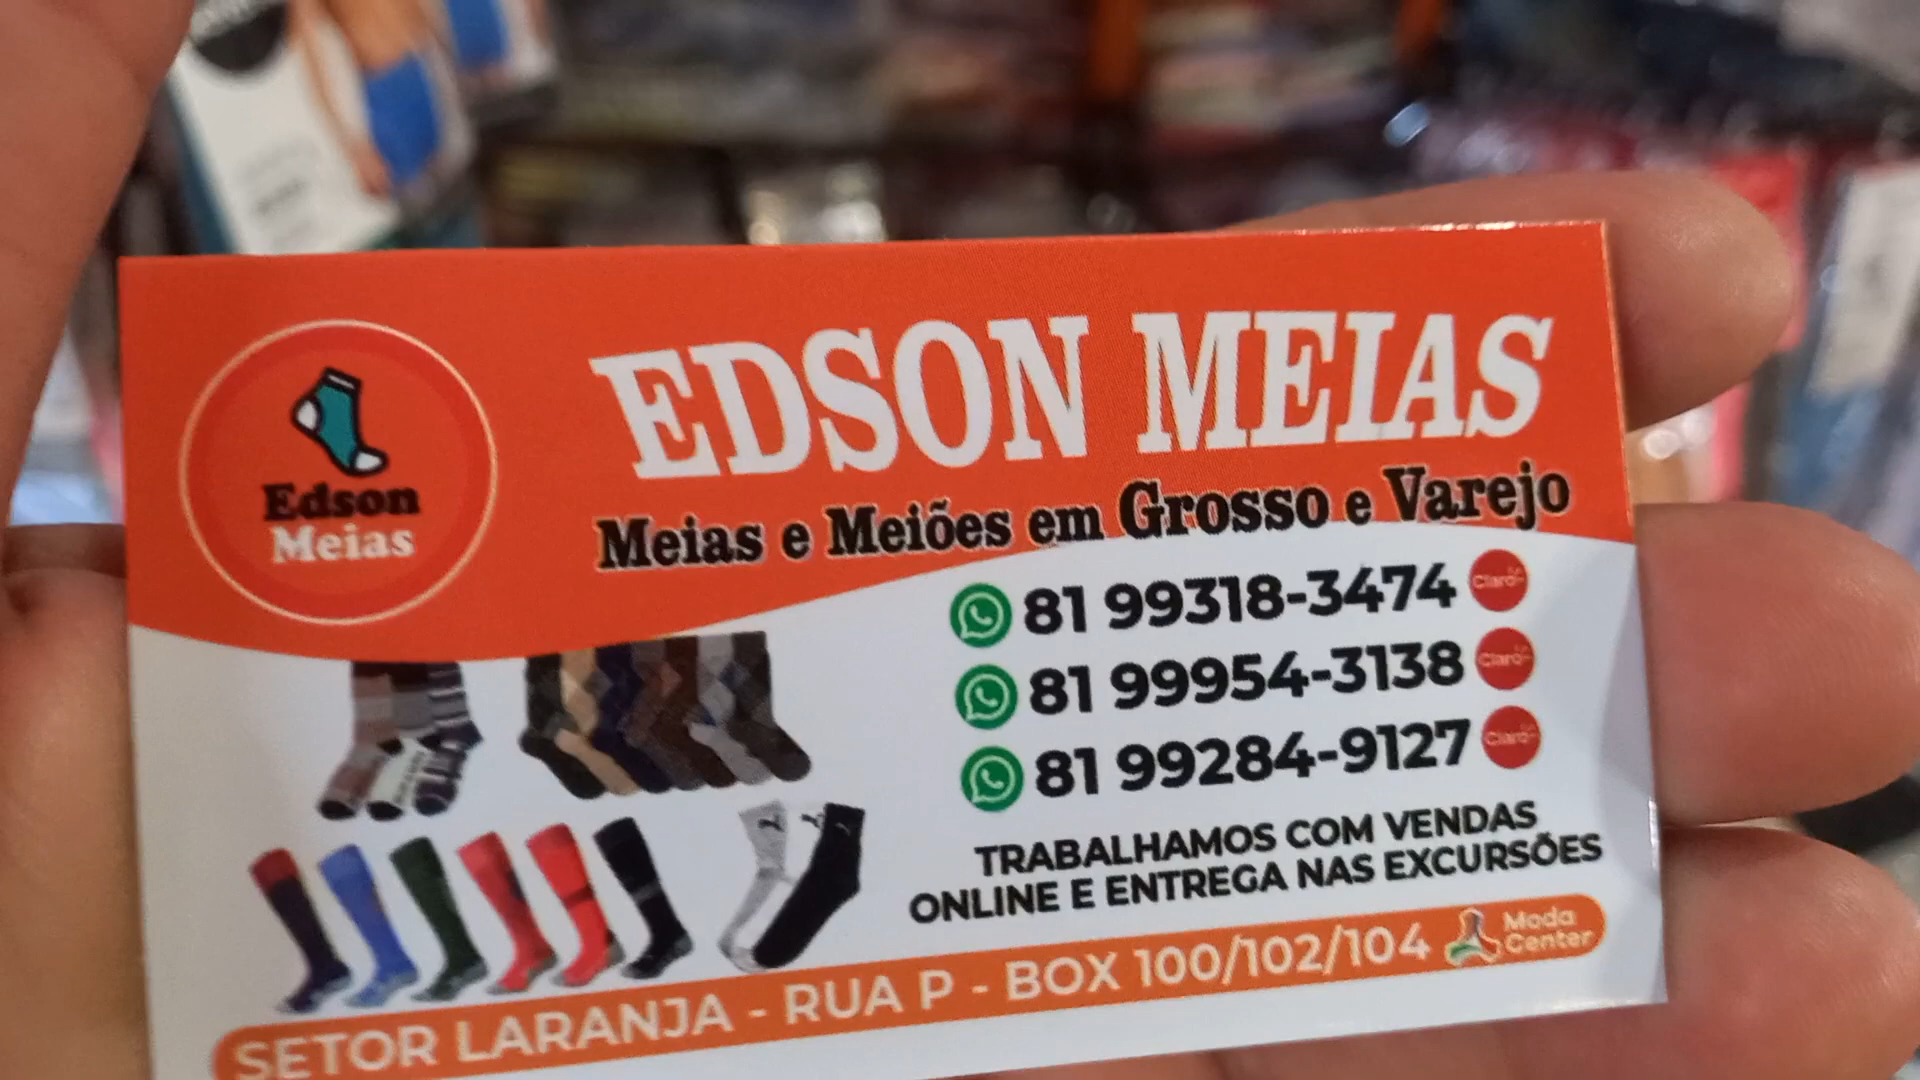 Edson
Meias
EDSON MEIAS
Meias e Meiões em Grosso e Varejo
81 99318-3474 Claro
81 99954-3138 Claro
81 99284-9127 Claro
TRABALHAMOS COM VENDAS
ONLINE E ENTREGA NAS EXCURSÕES
SETOR LARANJA - RUA P - BOX 100/102/104
Moda
Center